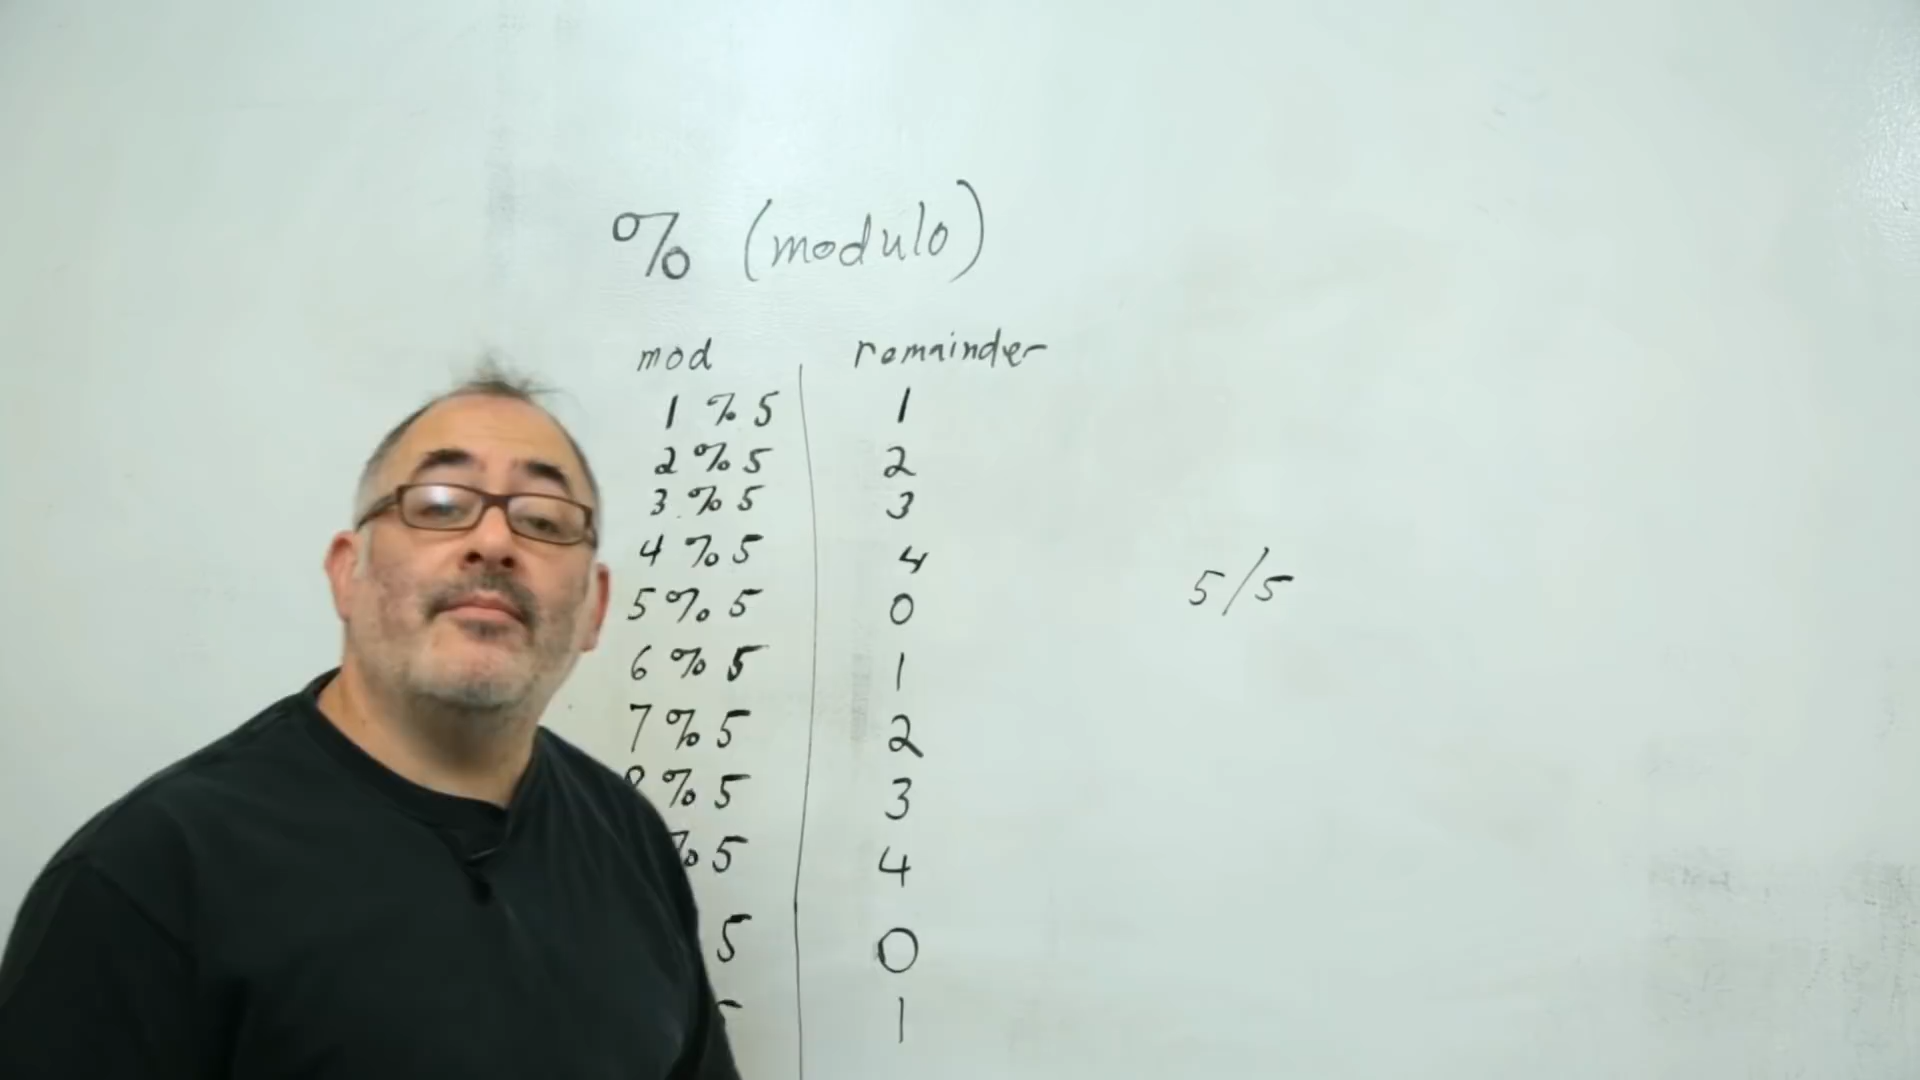 % (modulo)
mod remainder
1 % 5 1
2 % 5 2
3 % 5 3
4 % 5 4
5 % 5 0
6 % 5 1
7 % 5 2
8 % 5 3
% 5 4
5 0
1
5/5